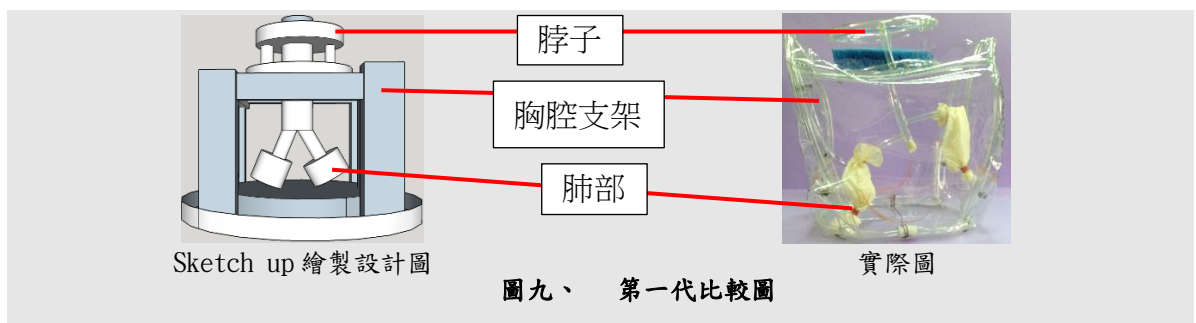 脖子
胸腔支架
肺部
Sketch up 繪製設計圖
實際圖
圖九、 第一代比較圖